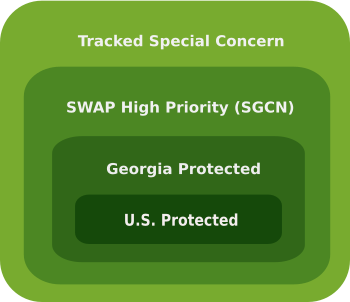 Tracked Special Concern
SWAP High Priority (SGCN)
Georgia Protected
U.S. Protected